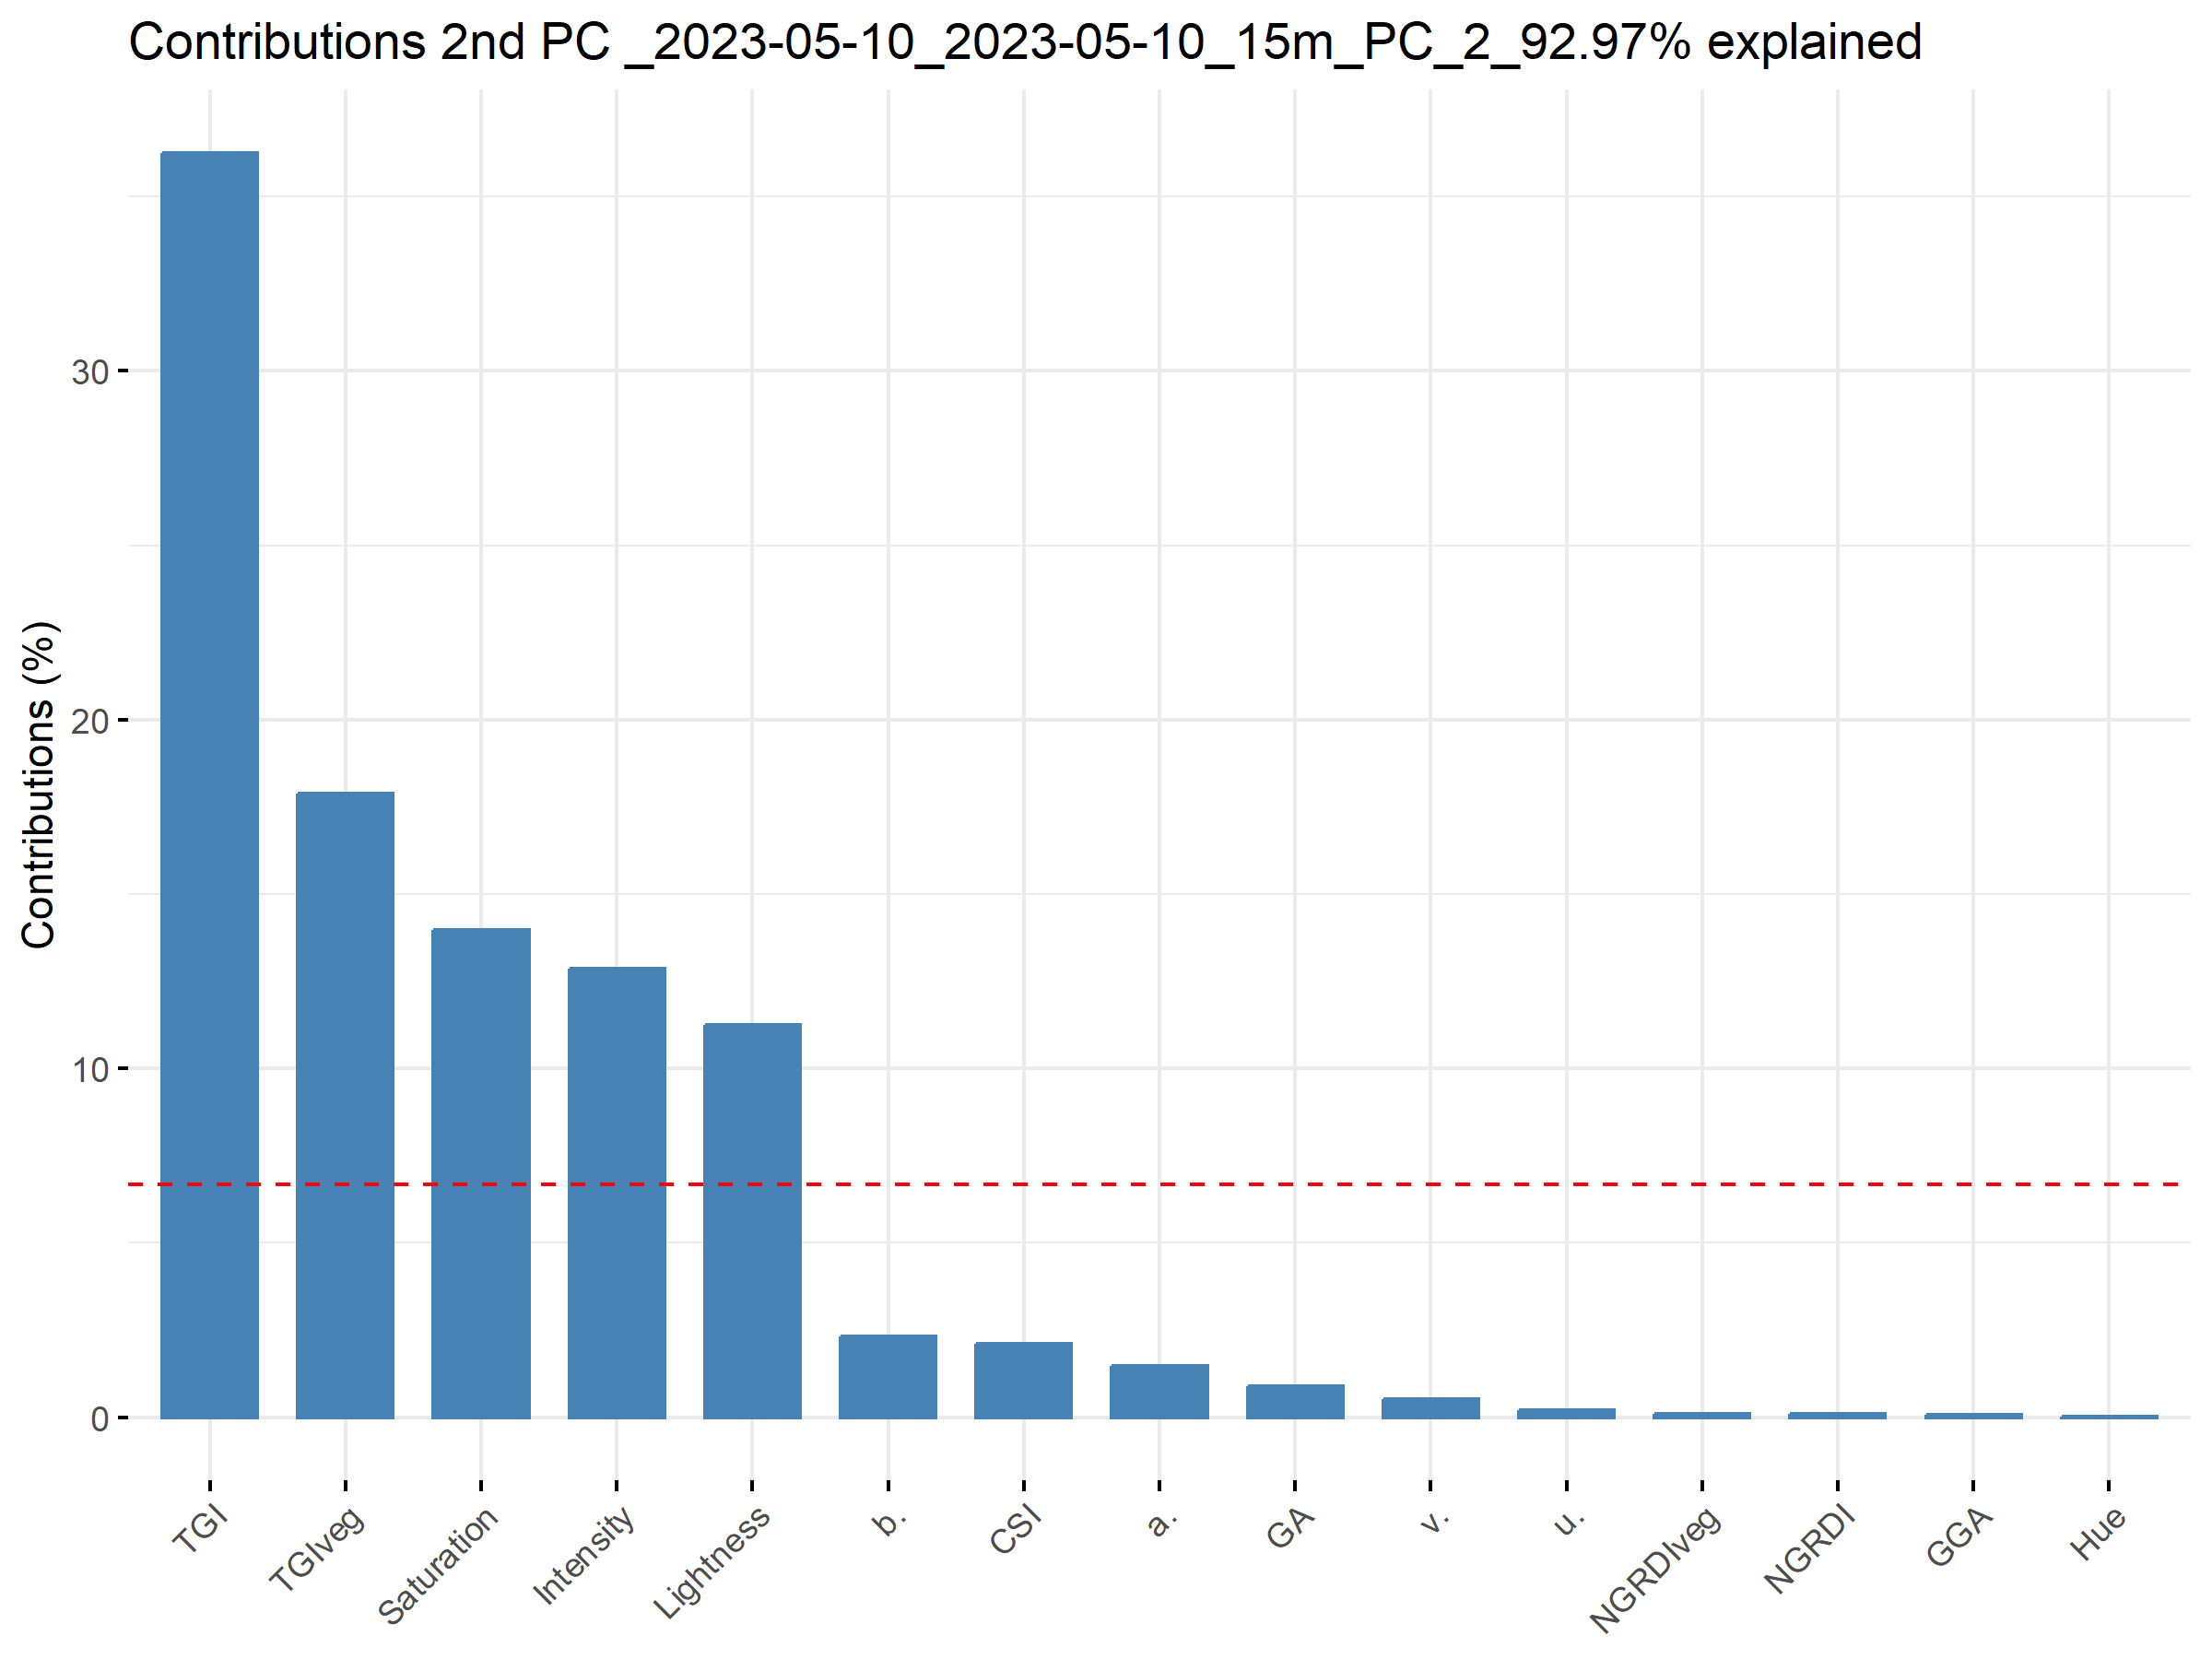 Contributions 2nd PC _2023-05-10_2023-05-10_15m_PC_2_92.97% explained
Contributions (%)
30
20
10
0
TGI
TGIveg
Saturation
Intensity
Lightness
b.
CSI
a.
GA
v.
u.
NGRDIveg
NGRDI
GGA
Hue